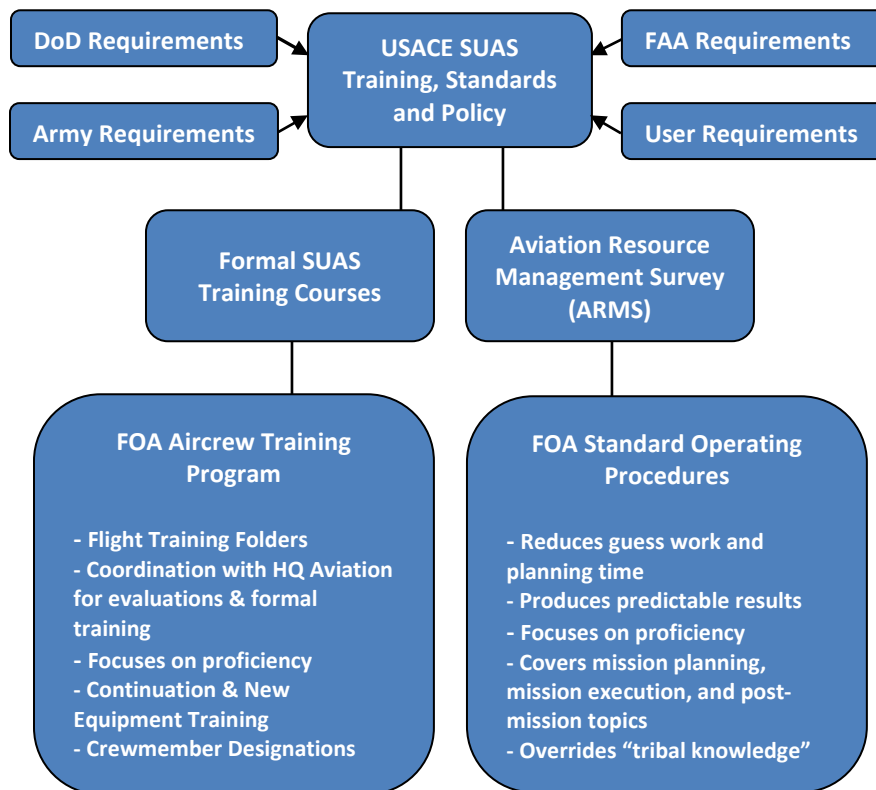 DoD Requirements
USACE SUAS
Training, Standards
and Policy
FAA Requirements
Army Requirements
User Requirements
Formal SUAS
Training Courses
Aviation Resource
Management Survey
(ARMS)
FOA Aircrew Training
Program
- Flight Training Folders
- Coordination with HQ Aviation
for evaluations & formal
training
- Focuses on proficiency
- Continuation & New
Equipment Training
- Crewmember Designations
FOA Standard Operating
Procedures
- Reduces guess work and
planning time
- Produces predictable results
- Focuses on proficiency
- Covers mission planning,
mission execution, and post-
mission topics
- Overrides “tribal knowledge”